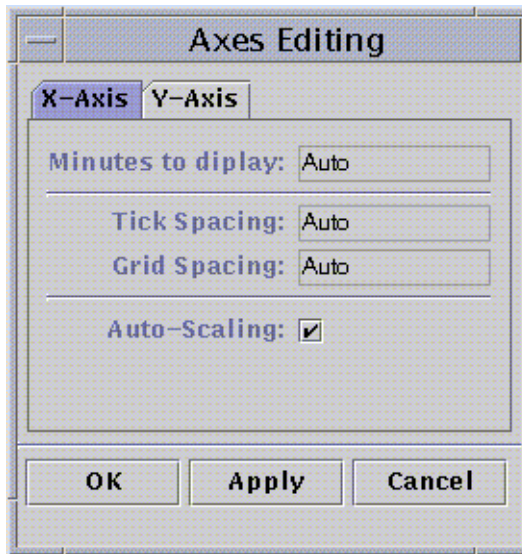 Axes Editing
X-Axis Y-Axis
Minutes to diplay: Auto
Tick Spacing: Auto
Grid Spacing: Auto
Auto-Scaling:
OK Apply Cancel